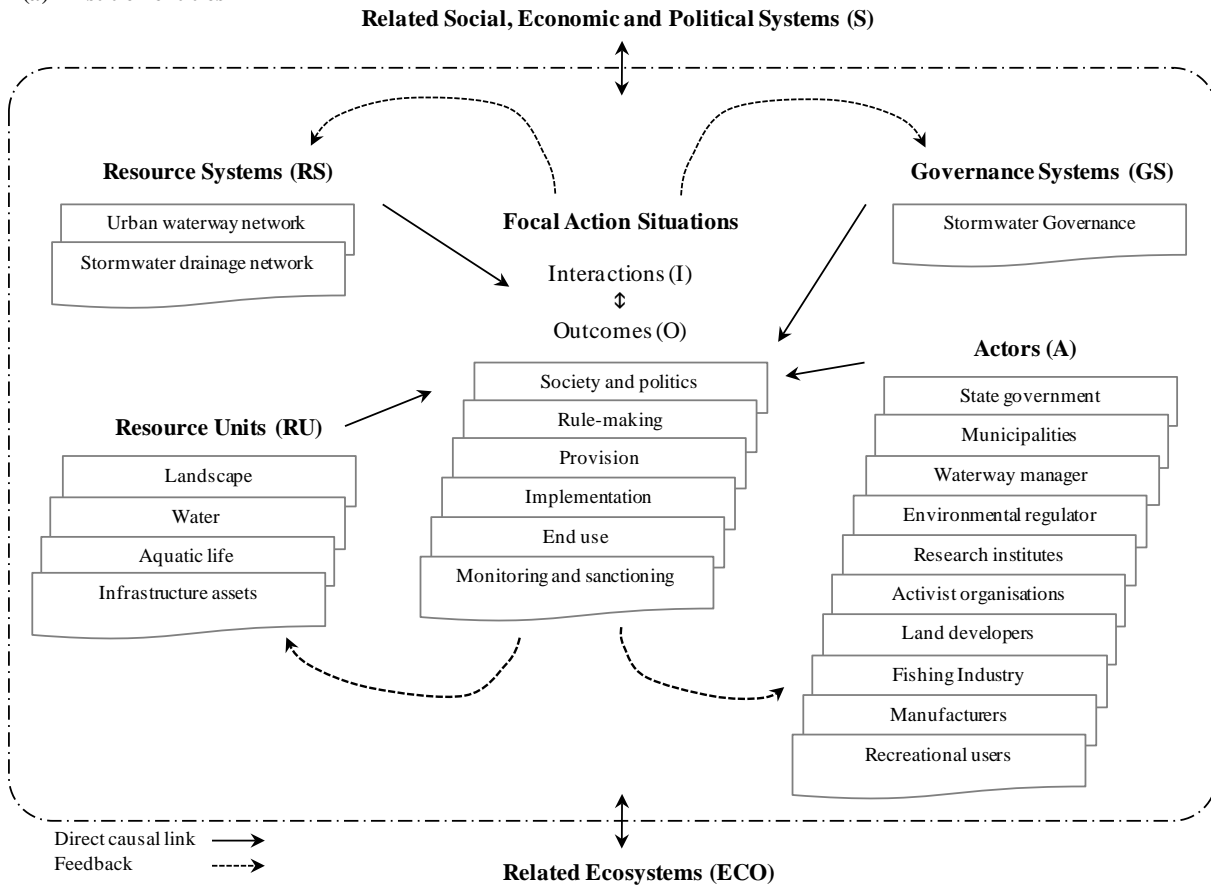 Related Social, Economic and Political Systems (S)
Resource Systems (RS)
Urban waterway network
Stormwater drainage network
Governance Systems (GS)
Stormwater Governance
Focal Action Situations
Interactions (I)
↕
Outcomes (O)
Society and politics
Rule-making
Provision
Implementation
End use
Monitoring and sanctioning
Resource Units (RU)
Landscape
Water
Aquatic life
Infrastructure assets
Actors (A)
State government
Municipalities
Waterway manager
Environmental regulator
Research institutes
Activist organisations
Land developers
Fishing Industry
Manufacturers
Recreational users
Direct causal link
Feedback
Related Ecosystems (ECO)